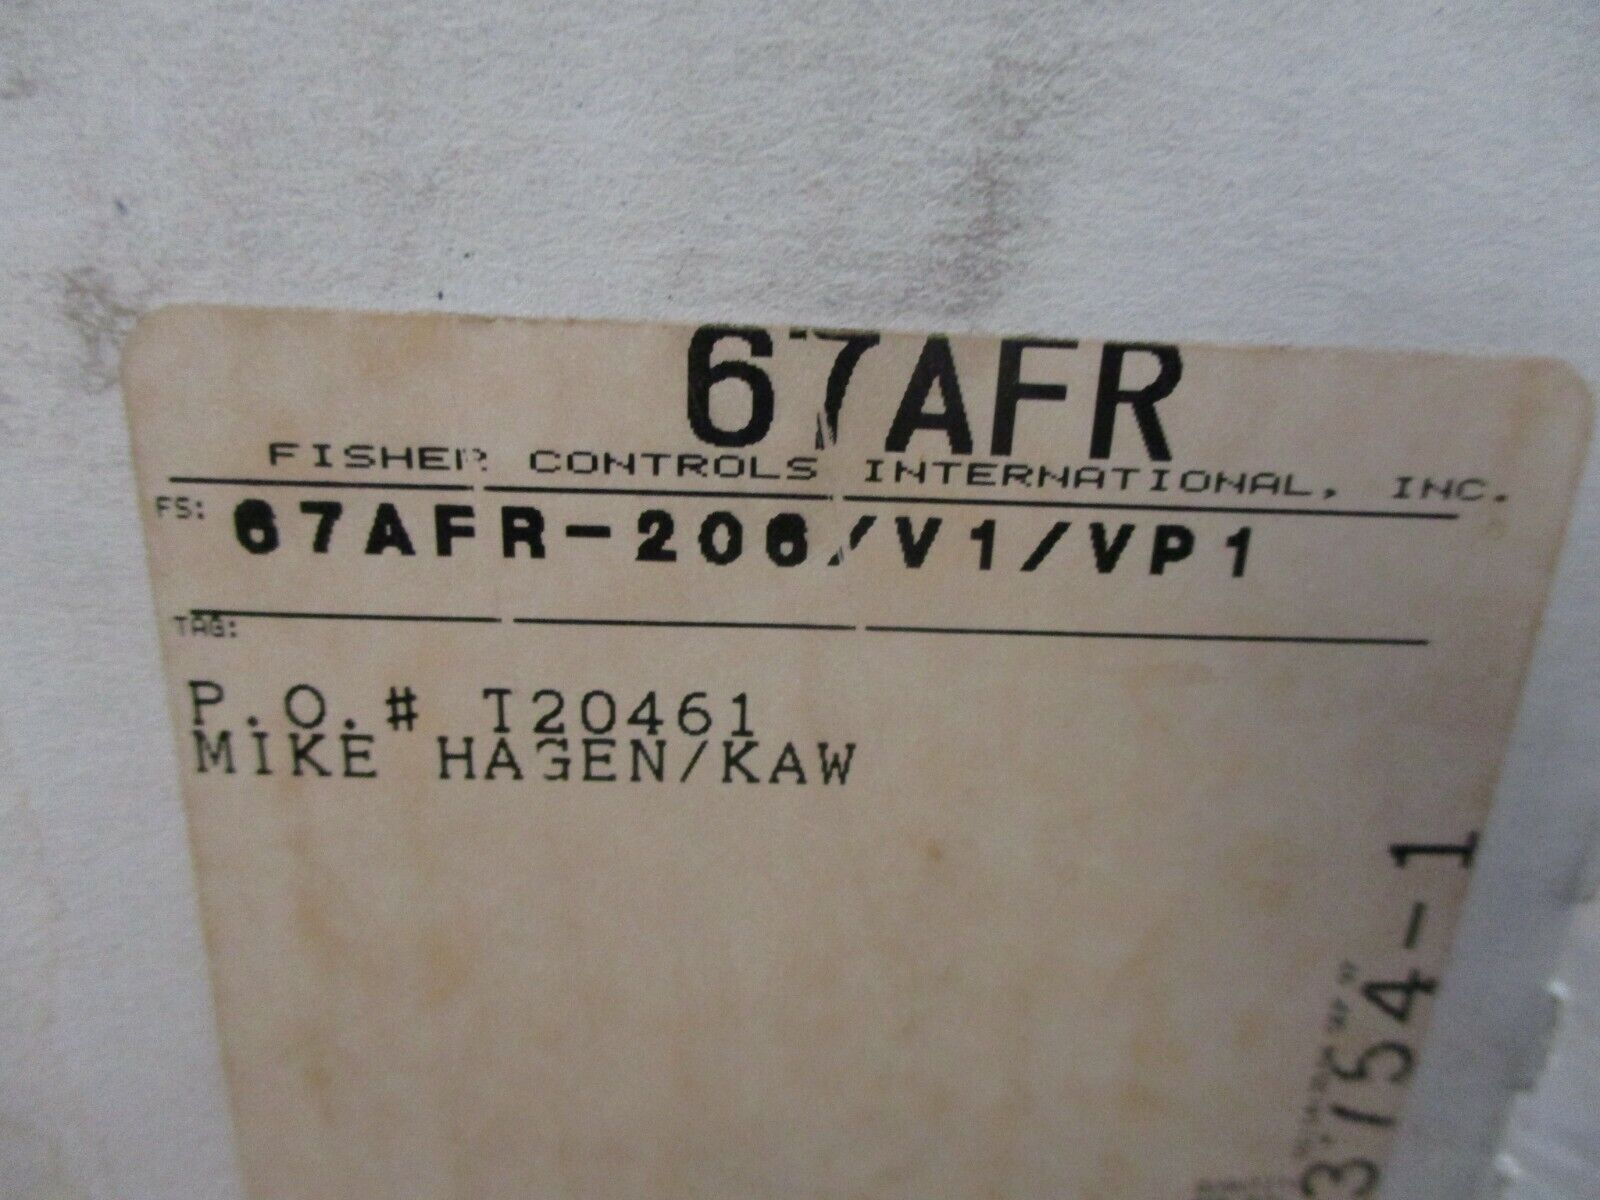 67AFR
FISHER CONTROLS INTERNATIONAL, INC.
FS: 67AFR-206/V1/VP1
TAG:
P.O.# T20461
MIKE HAGEN/KAW
3754-1